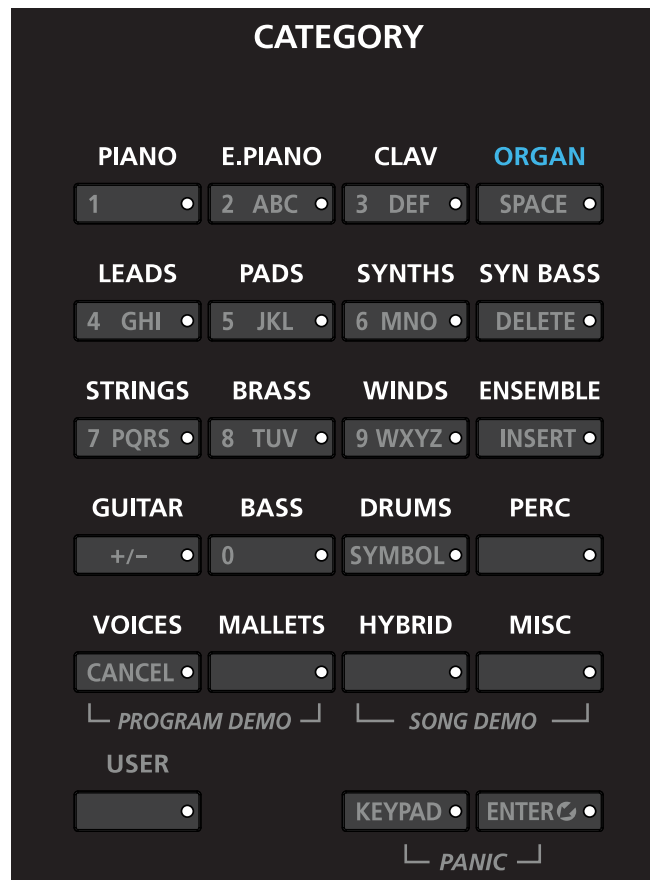 CATEGORY
PIANO E.PIANO CLAV ORGAN
1 2 ABC 3 DEF SPACE
LEADS PADS SYNTHS SYN BASS
4 GHI 5 JKL 6 MNO DELETE
STRINGS BRASS WINDS ENSEMBLE
7 PQRS 8 TUV 9 WXYZ INSERT
GUITAR BASS DRUMS PERC
+/− 0 SYMBOL
VOICES MALLETS HYBRID MISC
CANCEL
PROGRAM DEMO SONG DEMO
USER
KEYPAD ENTER
PANIC